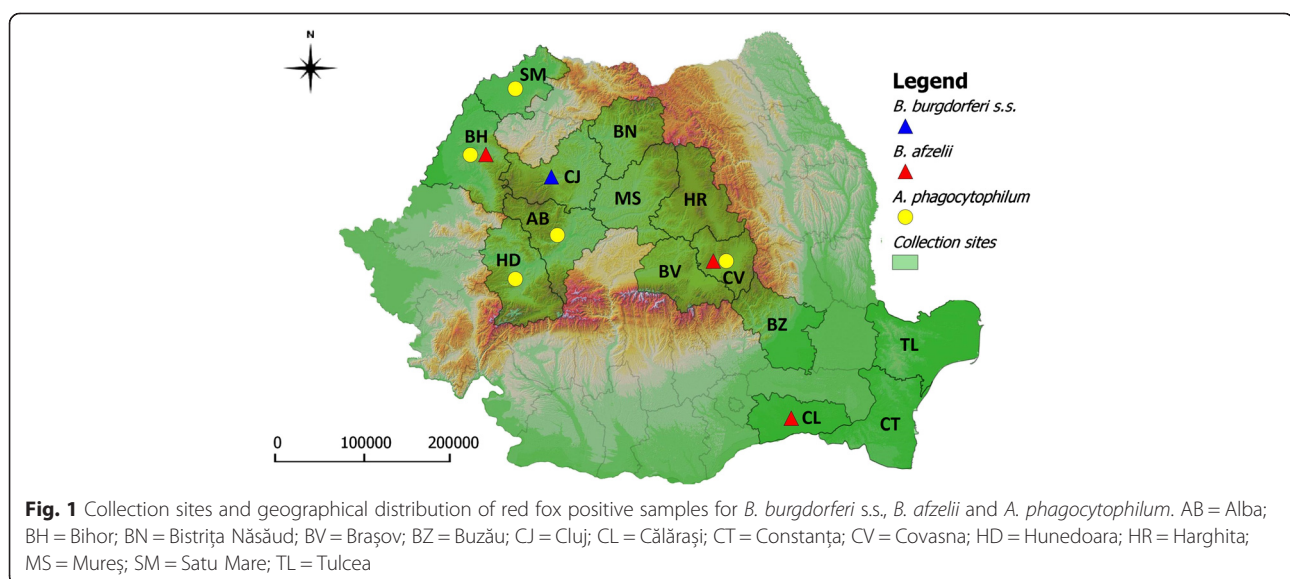 N
SM
BH
BN
CJ
MS
HR
AB
HD
BV
CV
BZ
TL
CL
CT
Legend
B. burgdorferi s.s.
B. afzelii
A. phagocytophilum
Collection sites
0 100000 200000
Fig. 1 Collection sites and geographical distribution of red fox positive samples for B. burgdorferi s.s., B. afzelii and A. phagocytophilum. AB = Alba;
BH = Bihor; BN = Bistrița Năsăud; BV = Brașov; BZ = Buzău; CJ = Cluj; CL = Călărași; CT = Constanța; CV = Covasna; HD = Hunedoara; HR = Harghita;
MS = Mureș; SM = Satu Mare; TL = Tulcea